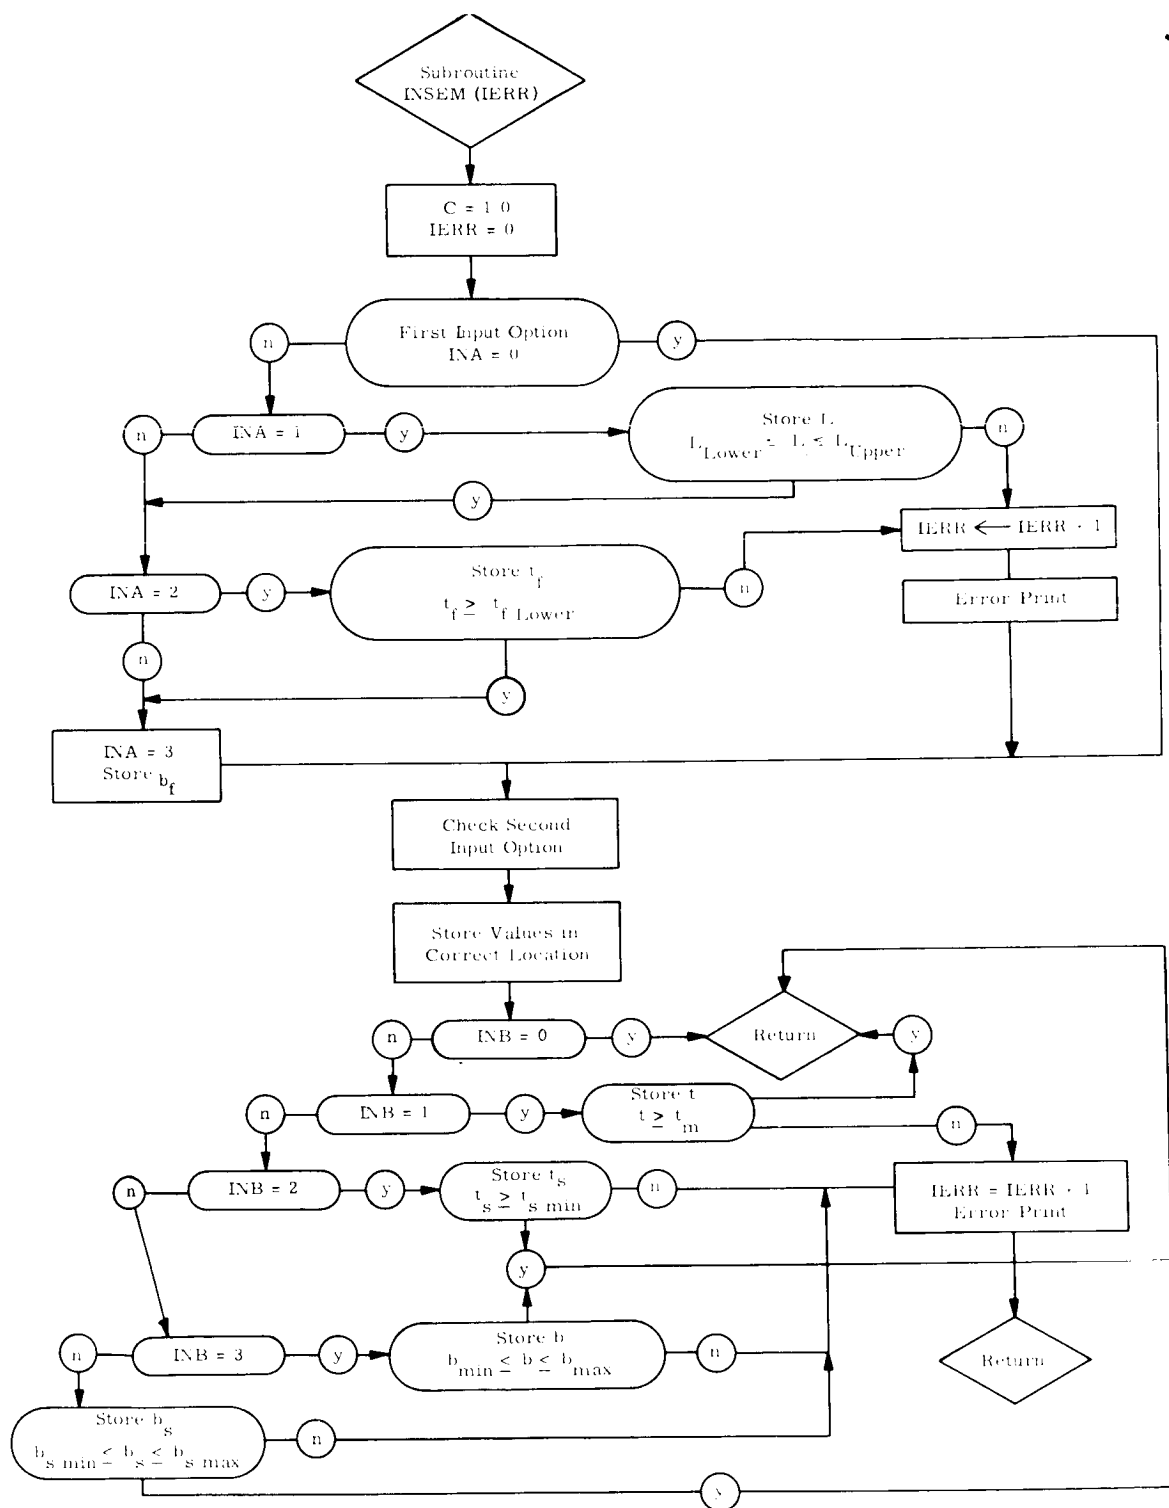 Subroutine
INSEM (IERR)
C = 1.0
IERR = 0
First Input Option
INA = 0
n
y
INA = 1
n
y
Store L
L Lower ≤ L ≤ L Upper
n
y
IERR ← IERR + 1
Error Print
INA = 2
y
Store t_f
t_f ≥ t_f Lower
n
n
y
INA = 3
Store b_f
Check Second
Input Option
Store Values in
Correct Location
INB = 0
n
y
Return
y
INB = 1
n
y
Store t
t ≥ t_m
n
INB = 2
n
y
Store t_s
t_s ≥ t_s min
n
IERR = IERR + 1
Error Print
y
INB = 3
n
y
Store b
b_min ≤ b ≤ b_max
n
Return
Store b_s
b_s min ≤ b_s ≤ b_s max
n
y